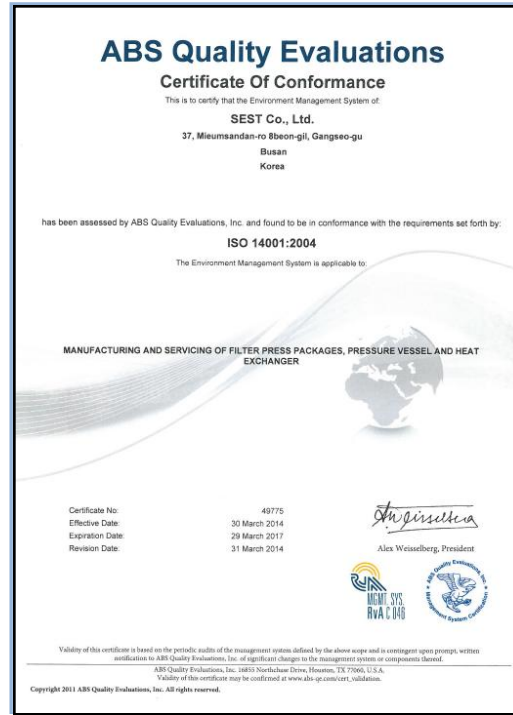 ABS Quality Evaluations
Certificate Of Conformance
This is to certify that the Environment Management System of:
SEST Co., Ltd.
37, Mieumsandan-ro 8beon-gil, Gangseo-gu
Busan
Korea
has been assessed by ABS Quality Evaluations, Inc. and found to be in conformance with the requirements set forth by:
ISO 14001:2004
The Environment Management System is applicable to:
MANUFACTURING AND SERVICING OF FILTER PRESS PACKAGES, PRESSURE VESSEL AND HEAT
EXCHANGER
Certificate No: 49775
Effective Date: 30 March 2014
Expiration Date: 29 March 2017
Revision Date: 31 March 2014
Alex Weisselberg, President
RVA
MGMT. SYS.
RvA C 046
ABS Quality Evaluations, Inc.
Management System Certification
Validity of this certificate is based on the periodic audits of the management system defined by the above scope and is contingent upon prompt, written
notification to ABS Quality Evaluations, Inc. of significant changes to the management system or components thereof.
ABS Quality Evaluations, Inc. 16855 Northchase Drive, Houston, TX 77060, U.S.A.
Validity of this certificate may be confirmed at www.abs-qe.com/cert_validation.
Copyright 2011 ABS Quality Evaluations, Inc. All rights reserved.